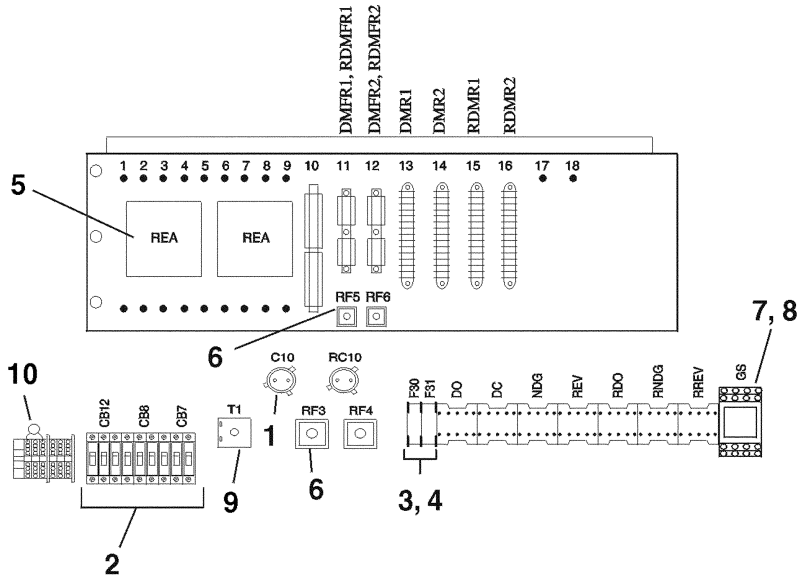 DMFR1, RDMFR1
DMFR2, RDMFR2
DMR1
DMR2
RDMR1
RDMR2
1 2 3 4 5 6 7 8 9 10 11 12 13 14 15 16 17 18
5
REA REA
RF5 RF6
6
7, 8
C10 RC10
1
10
CB12 CB8 CB7
T1
RF3 RF4
F30 F31 DO DC NDG REV RDO RNDG RREV GS
9
6
3, 4
2